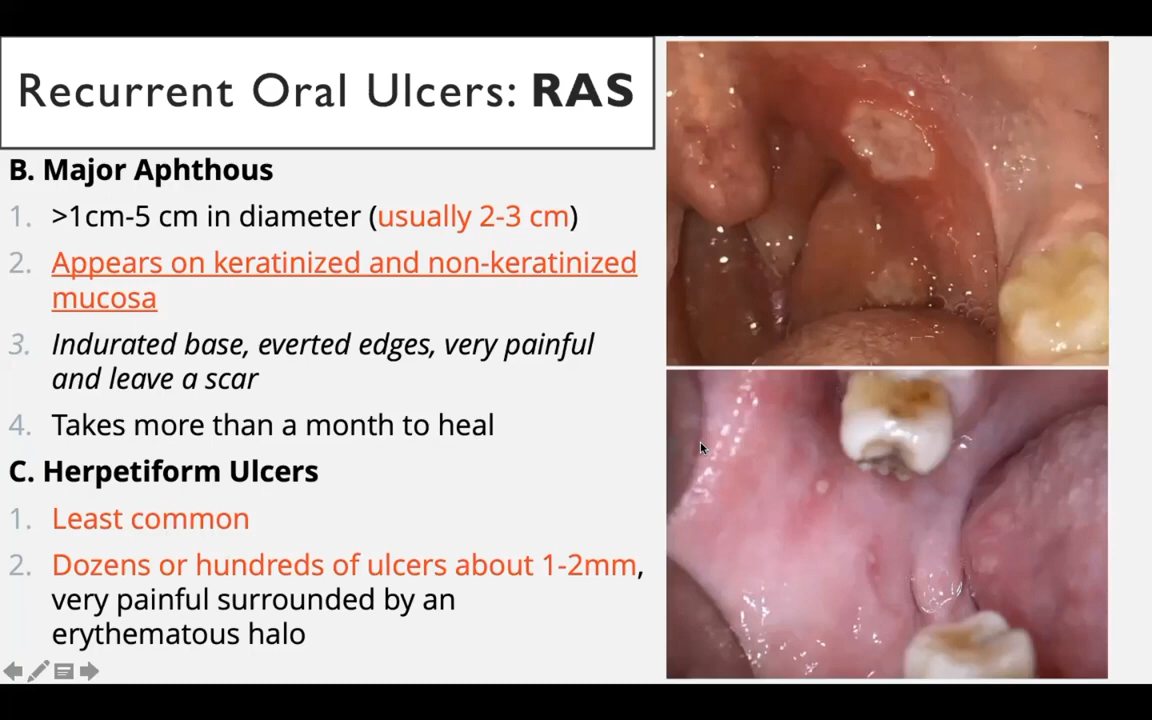 Recurrent Oral Ulcers: RAS
B. Major Aphthous
1. >1cm-5 cm in diameter (usually 2-3 cm)
2. Appears on keratinized and non-keratinized
mucosa
3. Indurated base, everted edges, very painful
and leave a scar
4. Takes more than a month to heal
C. Herpetiform Ulcers
1. Least common
2. Dozens or hundreds of ulcers about 1-2mm,
very painful surrounded by an
erythematous halo